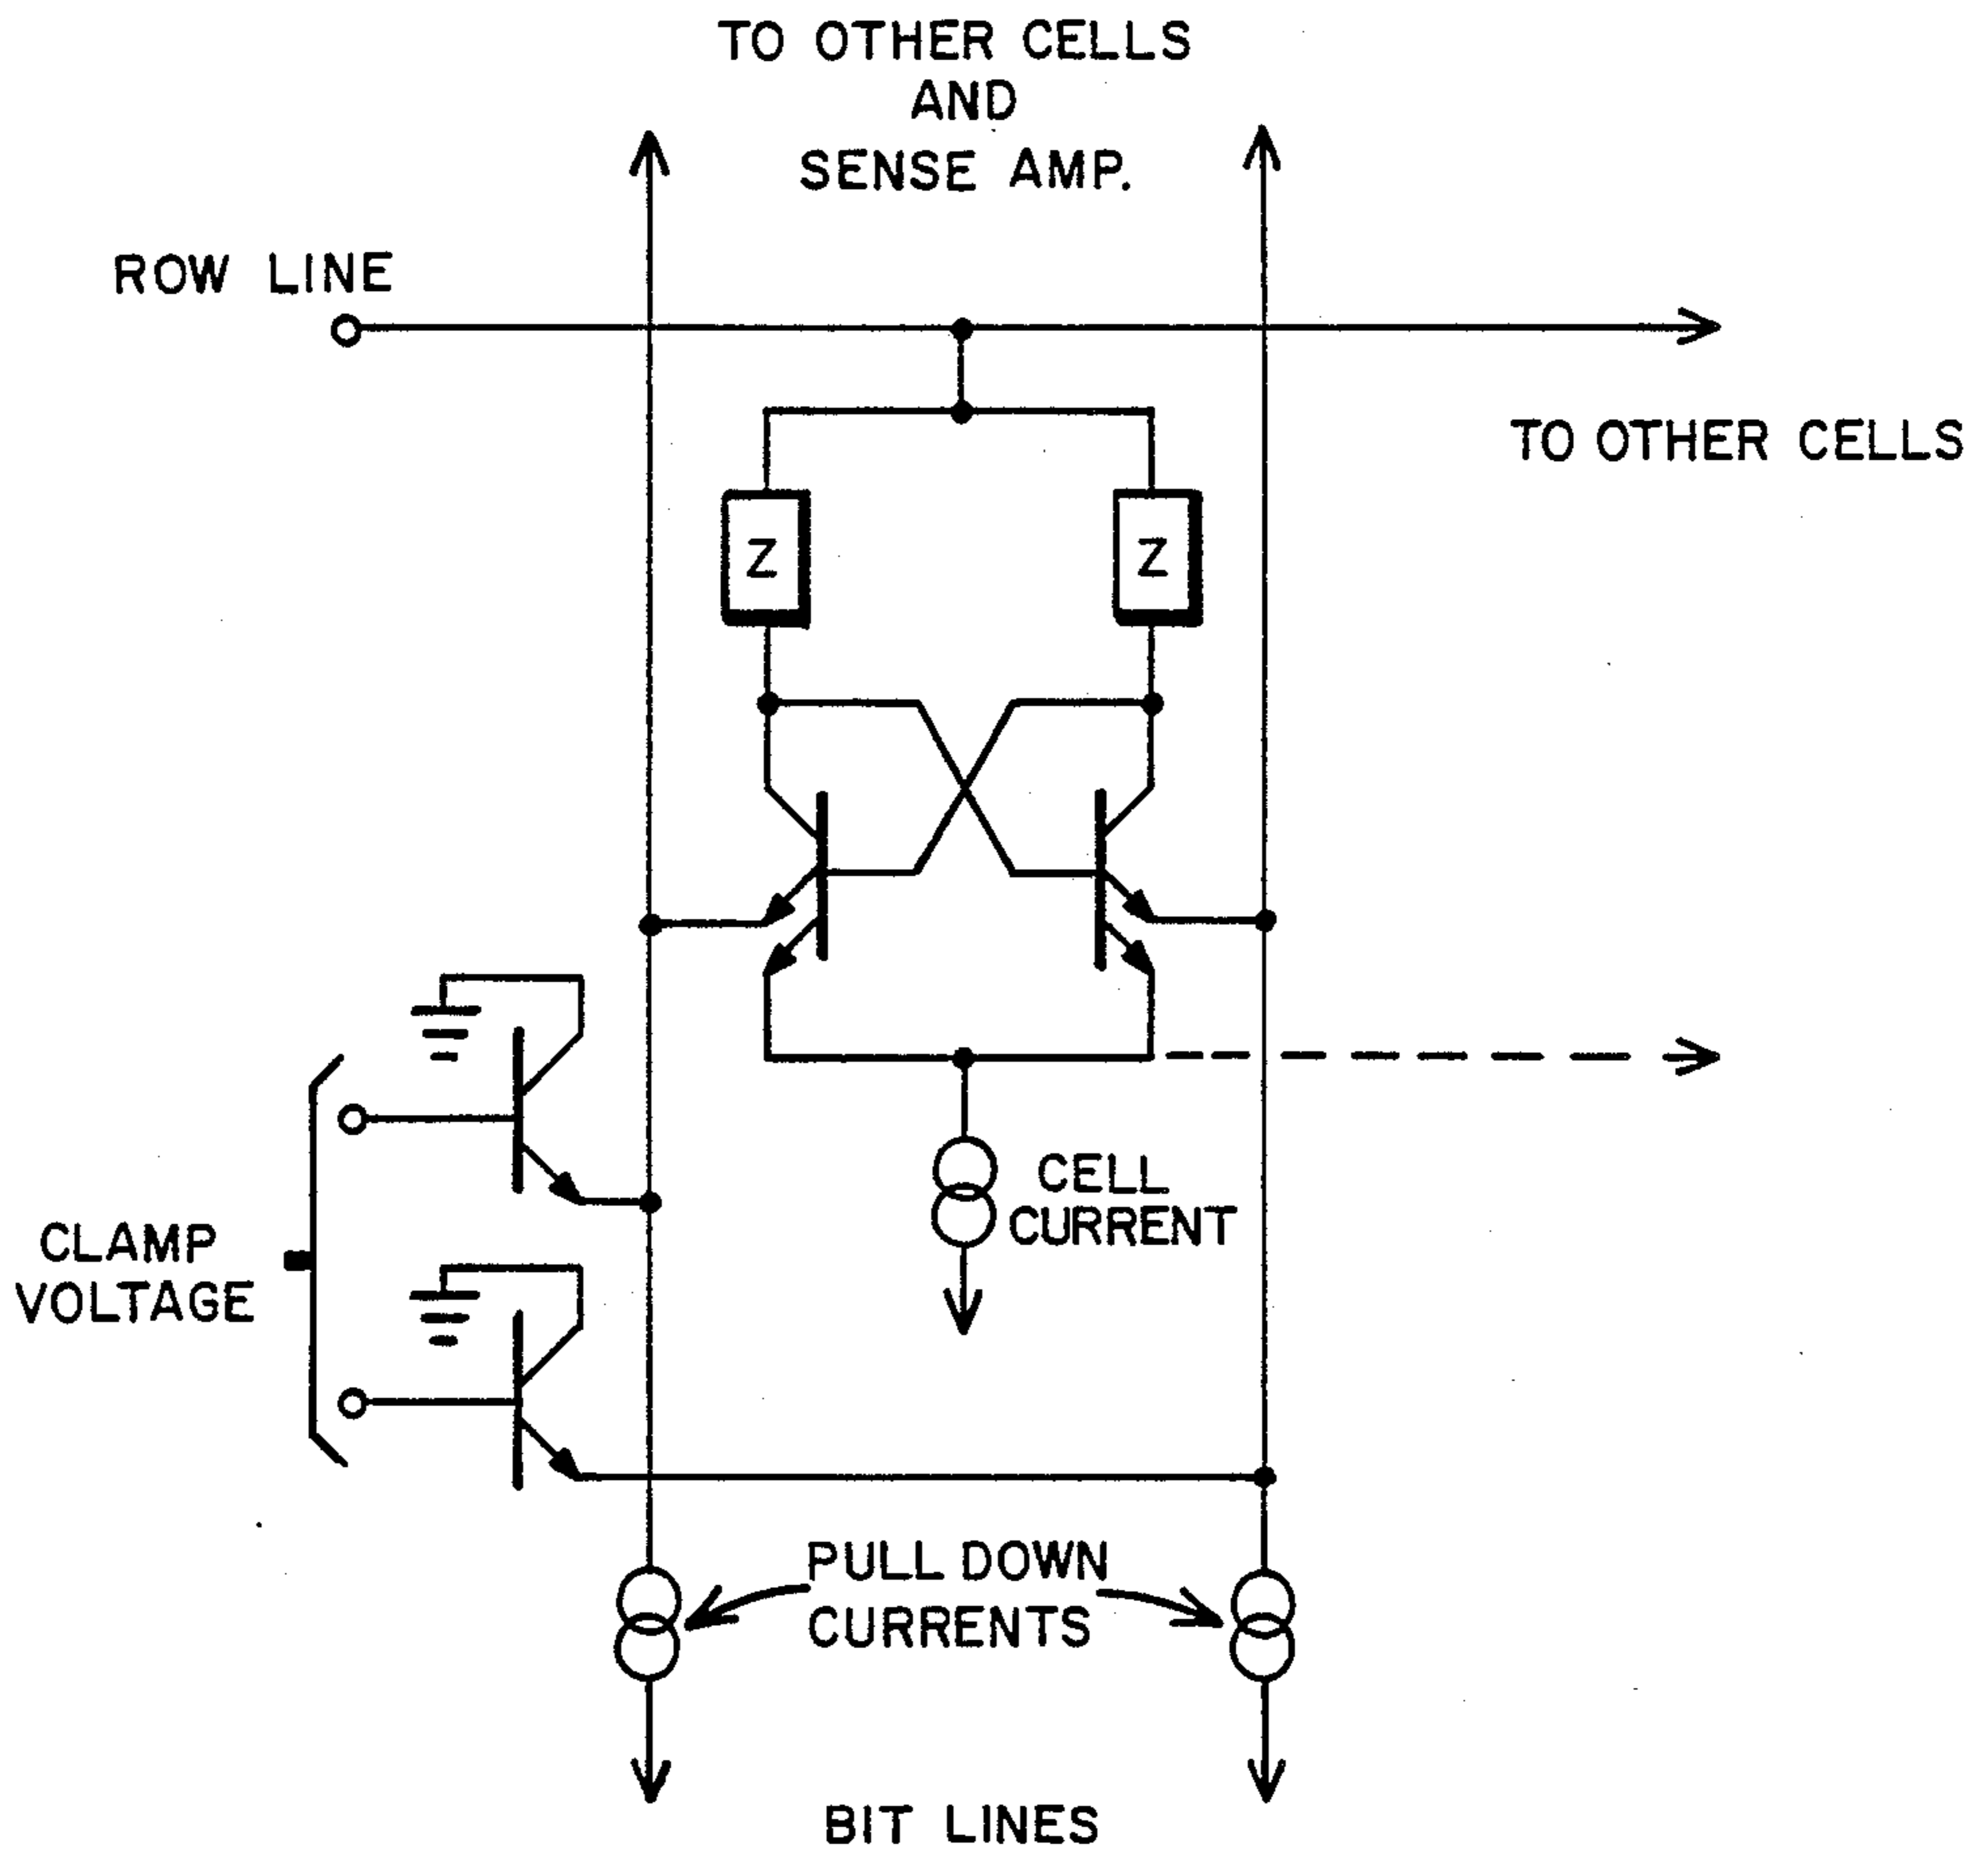 TO OTHER CELLS
AND
SENSE AMP.
ROW LINE
TO OTHER CELLS
Z
Z
CELL
CURRENT
CLAMP
VOLTAGE
PULL DOWN
CURRENTS
BIT LINES